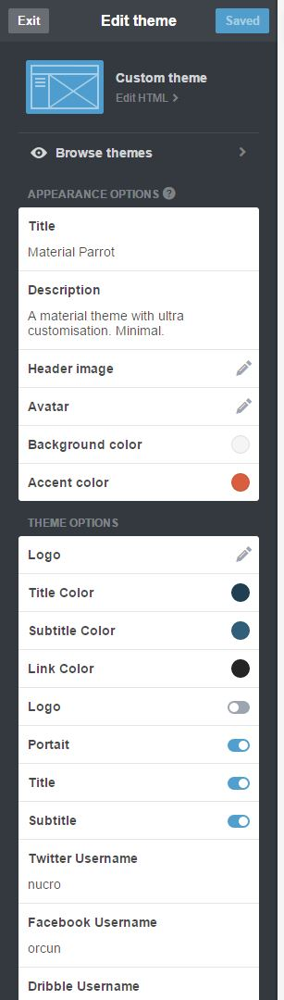 Exit Edit theme Saved
Custom theme
Edit HTML
Browse themes
APPEARANCE OPTIONS ?
Title
Material Parrot
Description
A material theme with ultra
customisation. Minimal.
Header image
Avatar
Background color
Accent color
THEME OPTIONS
Logo
Title Color
Subtitle Color
Link Color
Logo
Portait
Title
Subtitle
Twitter Username
nucro
Facebook Username
orcun
Dribble Username